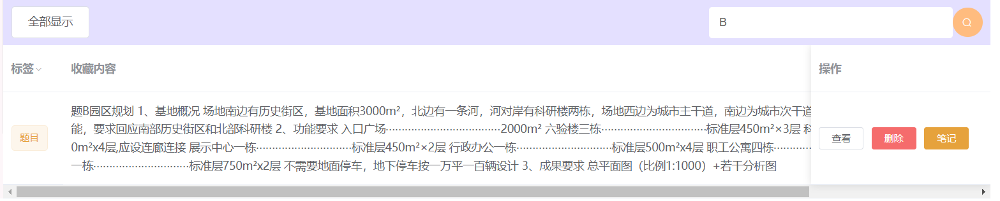 全部显示
B
标签
收藏内容
操作
题目
题B园区规划 1、基地概况 场地南边有历史街区，基地面积3000m²，北边有一条河，河对岸有科研楼两栋，场地西边为城市主干道，南边为城市次干道
能，要求回应南部历史街区和北部科研楼 2、功能要求 入口广场···································2000m² 六验楼三栋································标准层450m²×3层 科
0m²x4层,应设连廊连接 展示中心一栋·····························标准层450m²×2层 行政办公一栋·····························标准层500m²x4层 职工公寓四栋············
一栋·····························标准层750m²x2层 不需要地面停车，地下停车按一万平一百辆设计 3、成果要求 总平面图（比例1:1000）+若干分析图
查看
删除
笔记